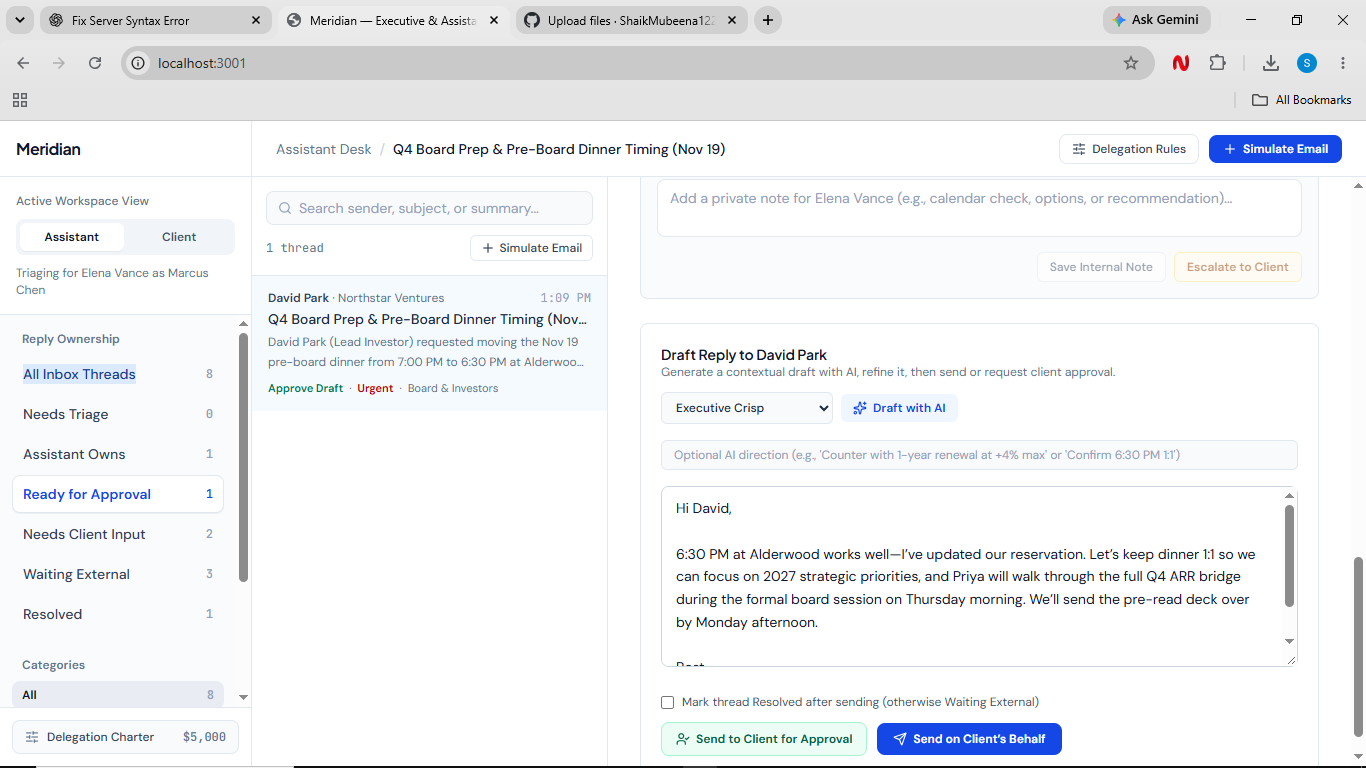 Fix Server Syntax Error
Meridian — Executive & Assista
Upload files · ShaikMubeena122
Ask Gemini
localhost:3001
S
All Bookmarks
Meridian
Assistant Desk / Q4 Board Prep & Pre-Board Dinner Timing (Nov 19)
Delegation Rules
Simulate Email
Active Workspace View
Assistant
Client
Triaging for Elena Vance as Marcus
Chen
Reply Ownership
All Inbox Threads 8
Needs Triage 0
Assistant Owns 1
Ready for Approval 1
Needs Client Input 2
Waiting External 3
Resolved 1
Categories
All 8
Delegation Charter $5,000
Search sender, subject, or summary...
1 thread
Simulate Email
David Park · Northstar Ventures 1:09 PM
Q4 Board Prep & Pre-Board Dinner Timing (Nov...
David Park (Lead Investor) requested moving the Nov 19
pre-board dinner from 7:00 PM to 6:30 PM at Alderwoo...
Approve Draft · Urgent · Board & Investors
Add a private note for Elena Vance (e.g., calendar check, options, or recommendation)...
Save Internal Note
Escalate to Client
Draft Reply to David Park
Generate a contextual draft with AI, refine it, then send or request client approval.
Executive Crisp
Draft with AI
Optional AI direction (e.g., 'Counter with 1-year renewal at +4% max' or 'Confirm 6:30 PM 1:1')
Hi David,
6:30 PM at Alderwood works well—I've updated our reservation. Let's keep dinner 1:1 so we
can focus on 2027 strategic priorities, and Priya will walk through the full Q4 ARR bridge
during the formal board session on Thursday morning. We'll send the pre-read deck over
by Monday afternoon.
Mark thread Resolved after sending (otherwise Waiting External)
Send to Client for Approval
Send on Client's Behalf